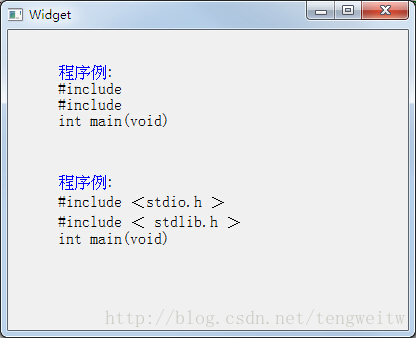 Widget
程序例:
#include
#include
int main(void)
程序例:
#include ＜stdio.h ＞
#include ＜ stdlib.h ＞
int main(void)
http://blog.csdn.net/tengweitw